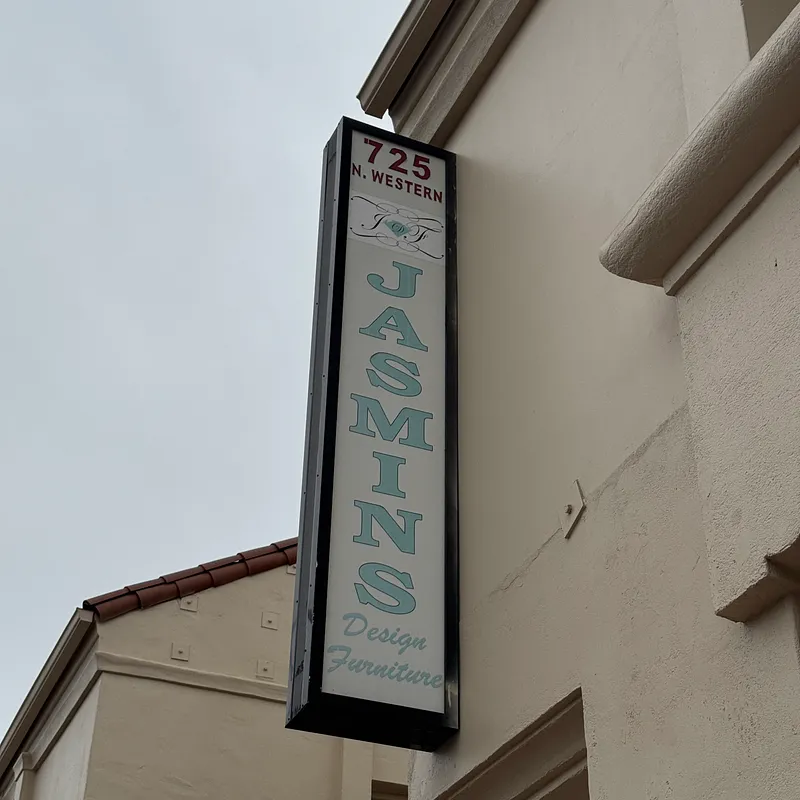 725
N. WESTERN
J D F
JASMINS
Design
Furniture